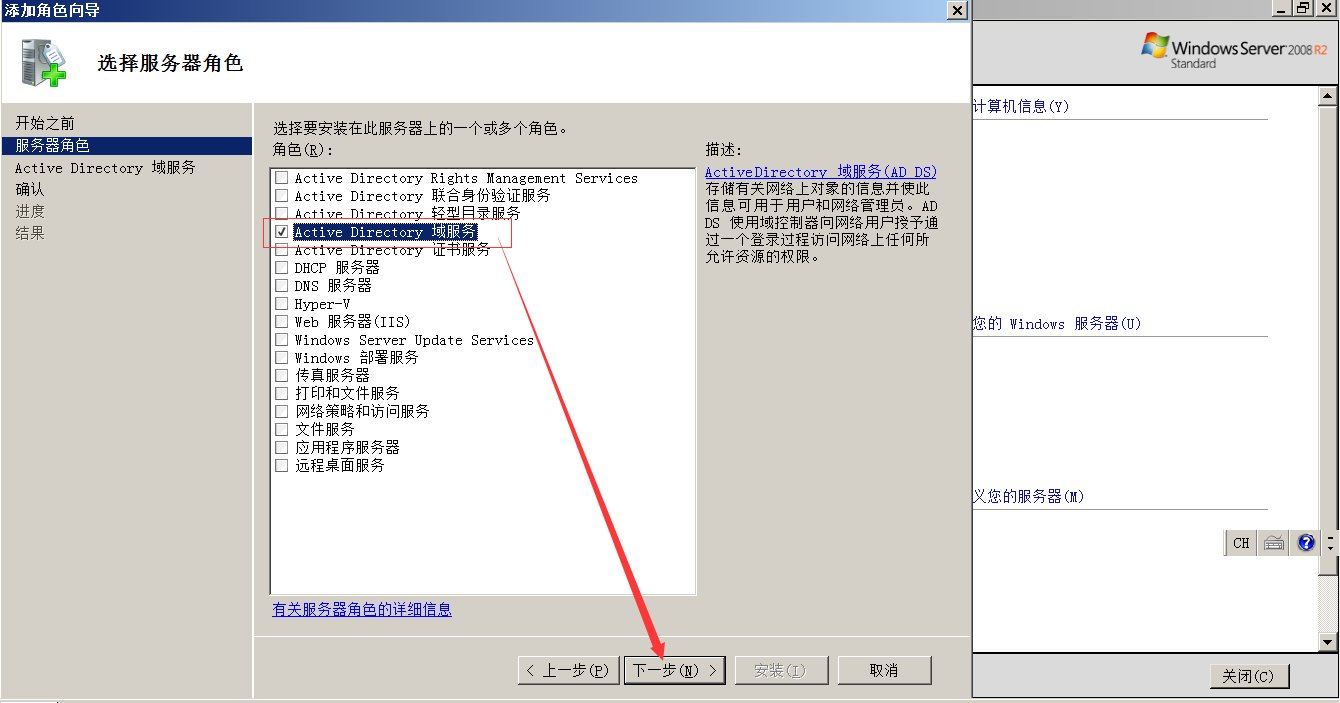 添加角色向导
选择服务器角色
开始之前
服务器角色
Active Directory 域服务
确认
进度
结果
选择要安装在此服务器上的一个或多个角色。
角色(R):
Active Directory Rights Management Services
Active Directory 联合身份验证服务
Active Directory 轻型目录服务
Active Directory 域服务
Active Directory 证书服务
DHCP 服务器
DNS 服务器
Hyper-V
Web 服务器(IIS)
Windows Server Update Services
Windows 部署服务
传真服务器
打印和文件服务
网络策略和访问服务
文件服务
应用程序服务器
远程桌面服务
有关服务器角色的详细信息
描述:
ActiveDirectory 域服务(AD DS)
存储有关网络上对象的信息并使此
信息可用于用户和网络管理员。AD
DS 使用域控制器向网络用户授予通
过一个登录过程访问网络上任何所
允许资源的权限。
< 上一步(P)
下一步(N) >
安装(I)
取消
Windows Server 2008 R2
Standard
计算机信息(Y)
您的 Windows 服务器(U)
义您的服务器(M)
CH
关闭(C)